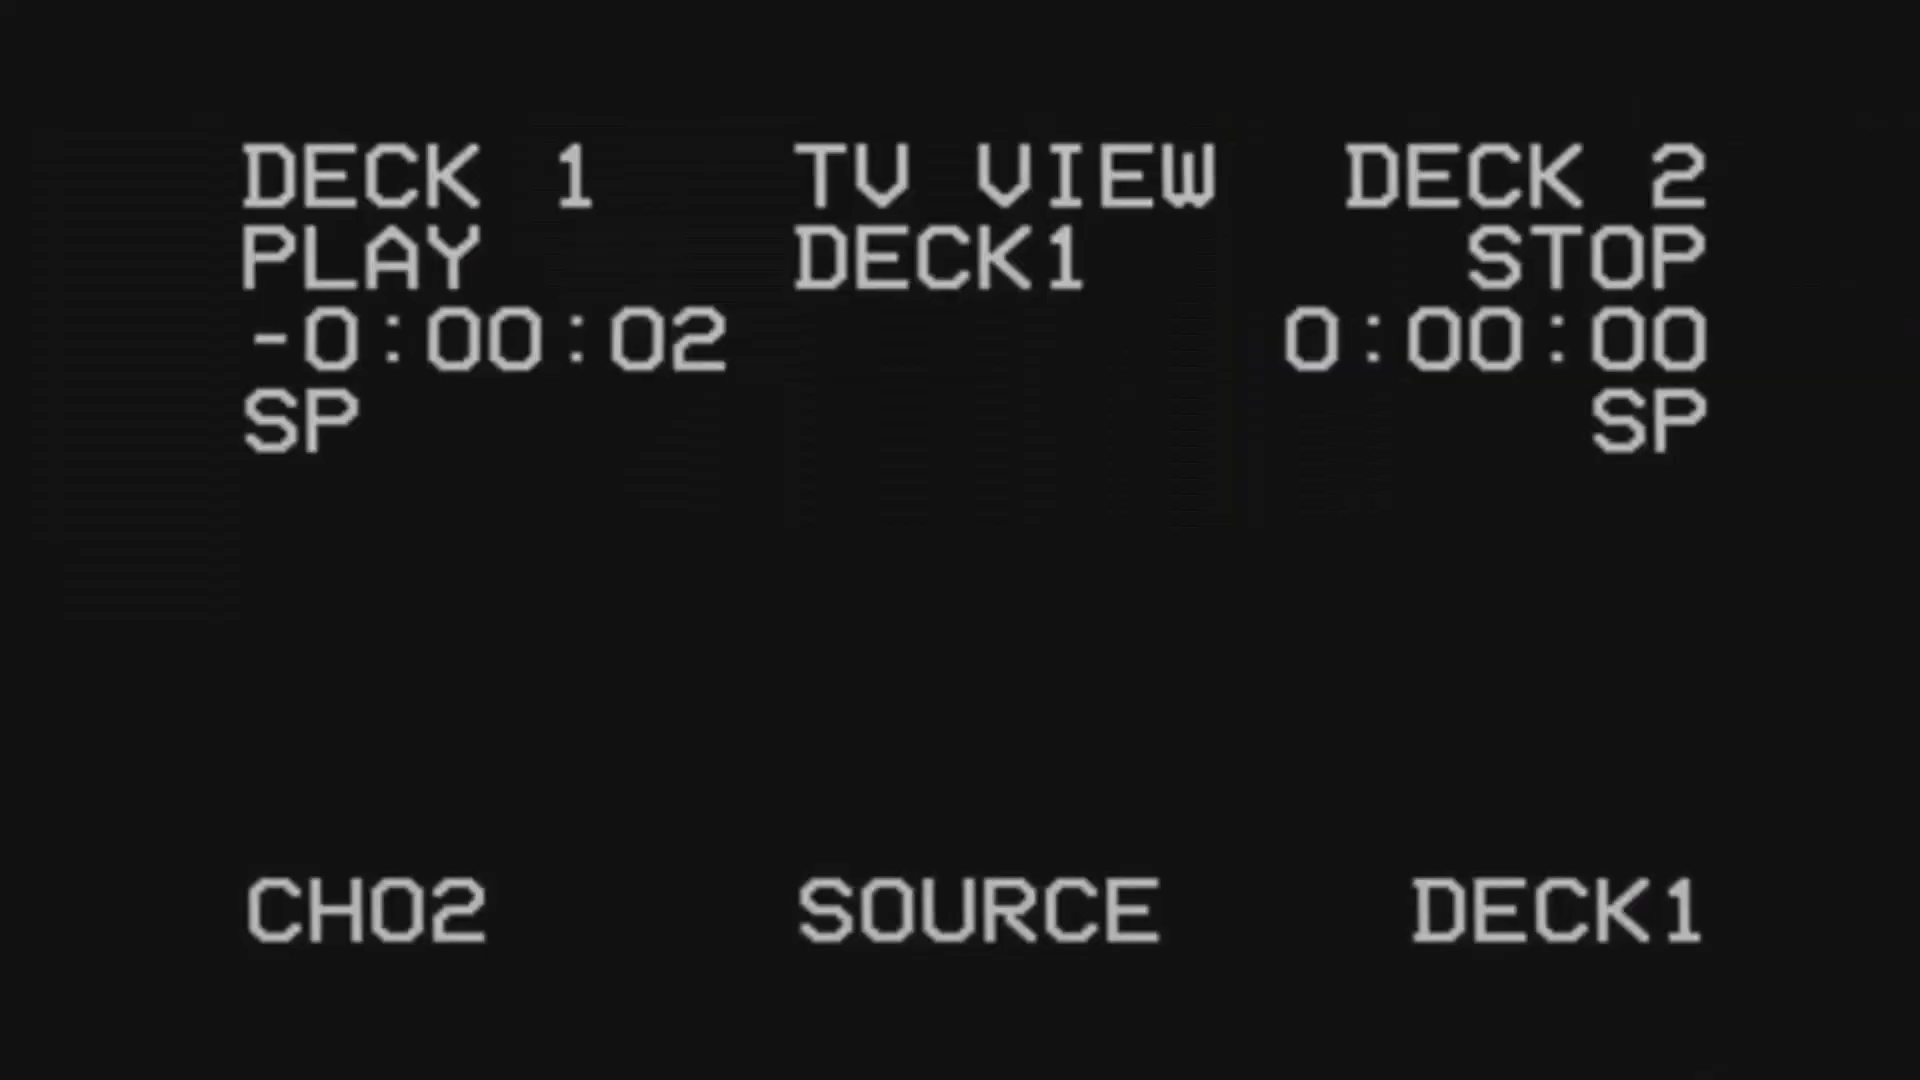 DECK 1 TV VIEW DECK 2
PLAY DECK1 STOP
-0:00:02 0:00:00
SP SP
CH02 SOURCE DECK1